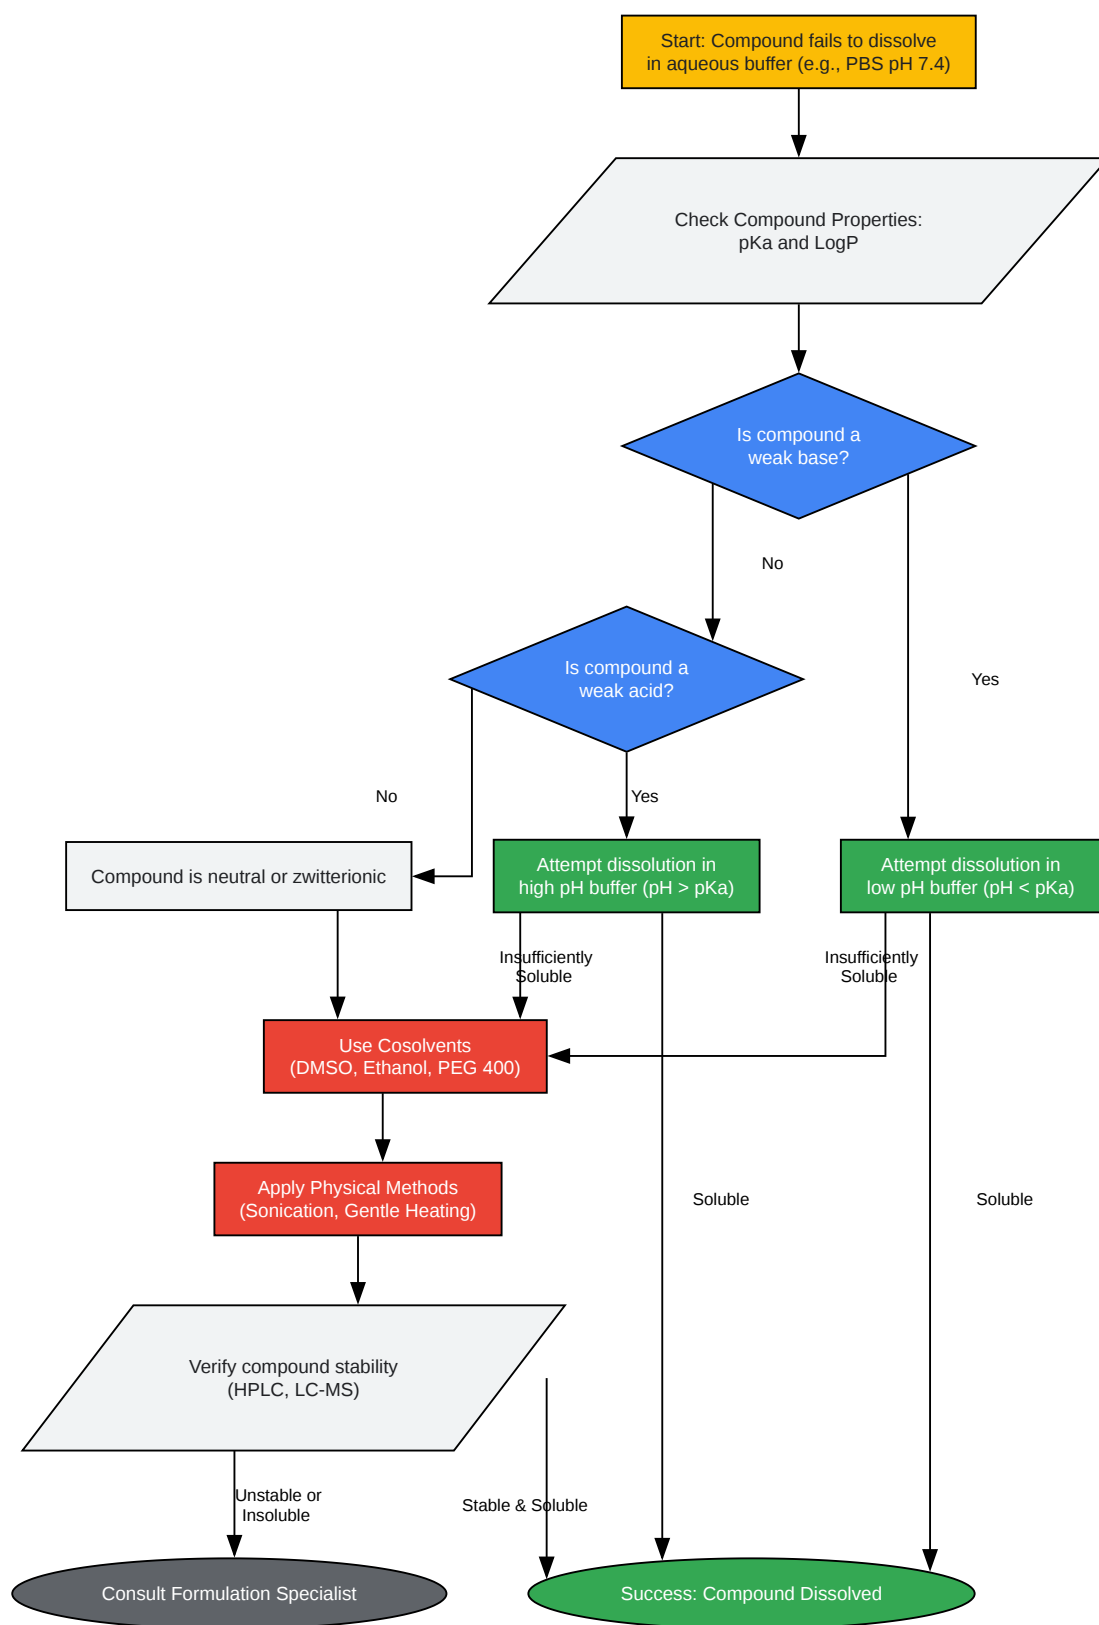 Start: Compound fails to dissolve
in aqueous buffer (e.g., PBS pH 7.4)
Check Compound Properties:
pKa and LogP
Is compound a
weak base?
No
Is compound a
weak acid?
Yes
No
Yes
Attempt dissolution in
high pH buffer (pH > pKa)
Attempt dissolution in
low pH buffer (pH < pKa)
Compound is neutral or zwitterionic
Insufficiently
Soluble
Insufficiently
Soluble
Use Cosolvents
(DMSO, Ethanol, PEG 400)
Apply Physical Methods
(Sonication, Gentle Heating)
Soluble
Soluble
Verify compound stability
(HPLC, LC-MS)
Unstable or
Insoluble
Stable & Soluble
Consult Formulation Specialist
Success: Compound Dissolved